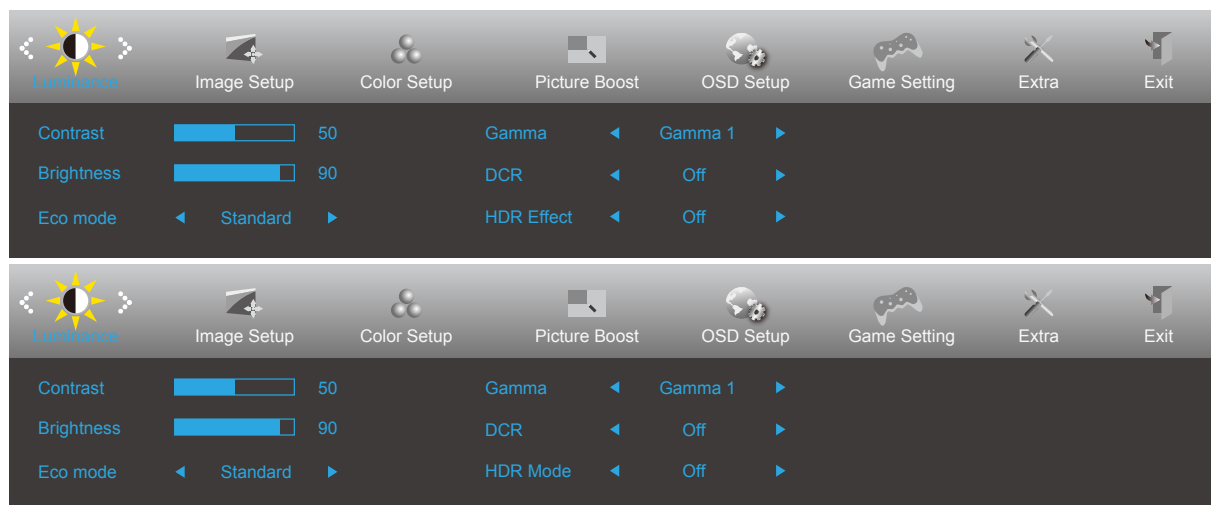 Luminance Image Setup Color Setup Picture Boost OSD Setup Game Setting Extra Exit
Contrast 50 Gamma Gamma 1
Brightness 90 DCR Off
Eco mode Standard HDR Effect Off
Luminance Image Setup Color Setup Picture Boost OSD Setup Game Setting Extra Exit
Contrast 50 Gamma Gamma 1
Brightness 90 DCR Off
Eco mode Standard HDR Mode Off